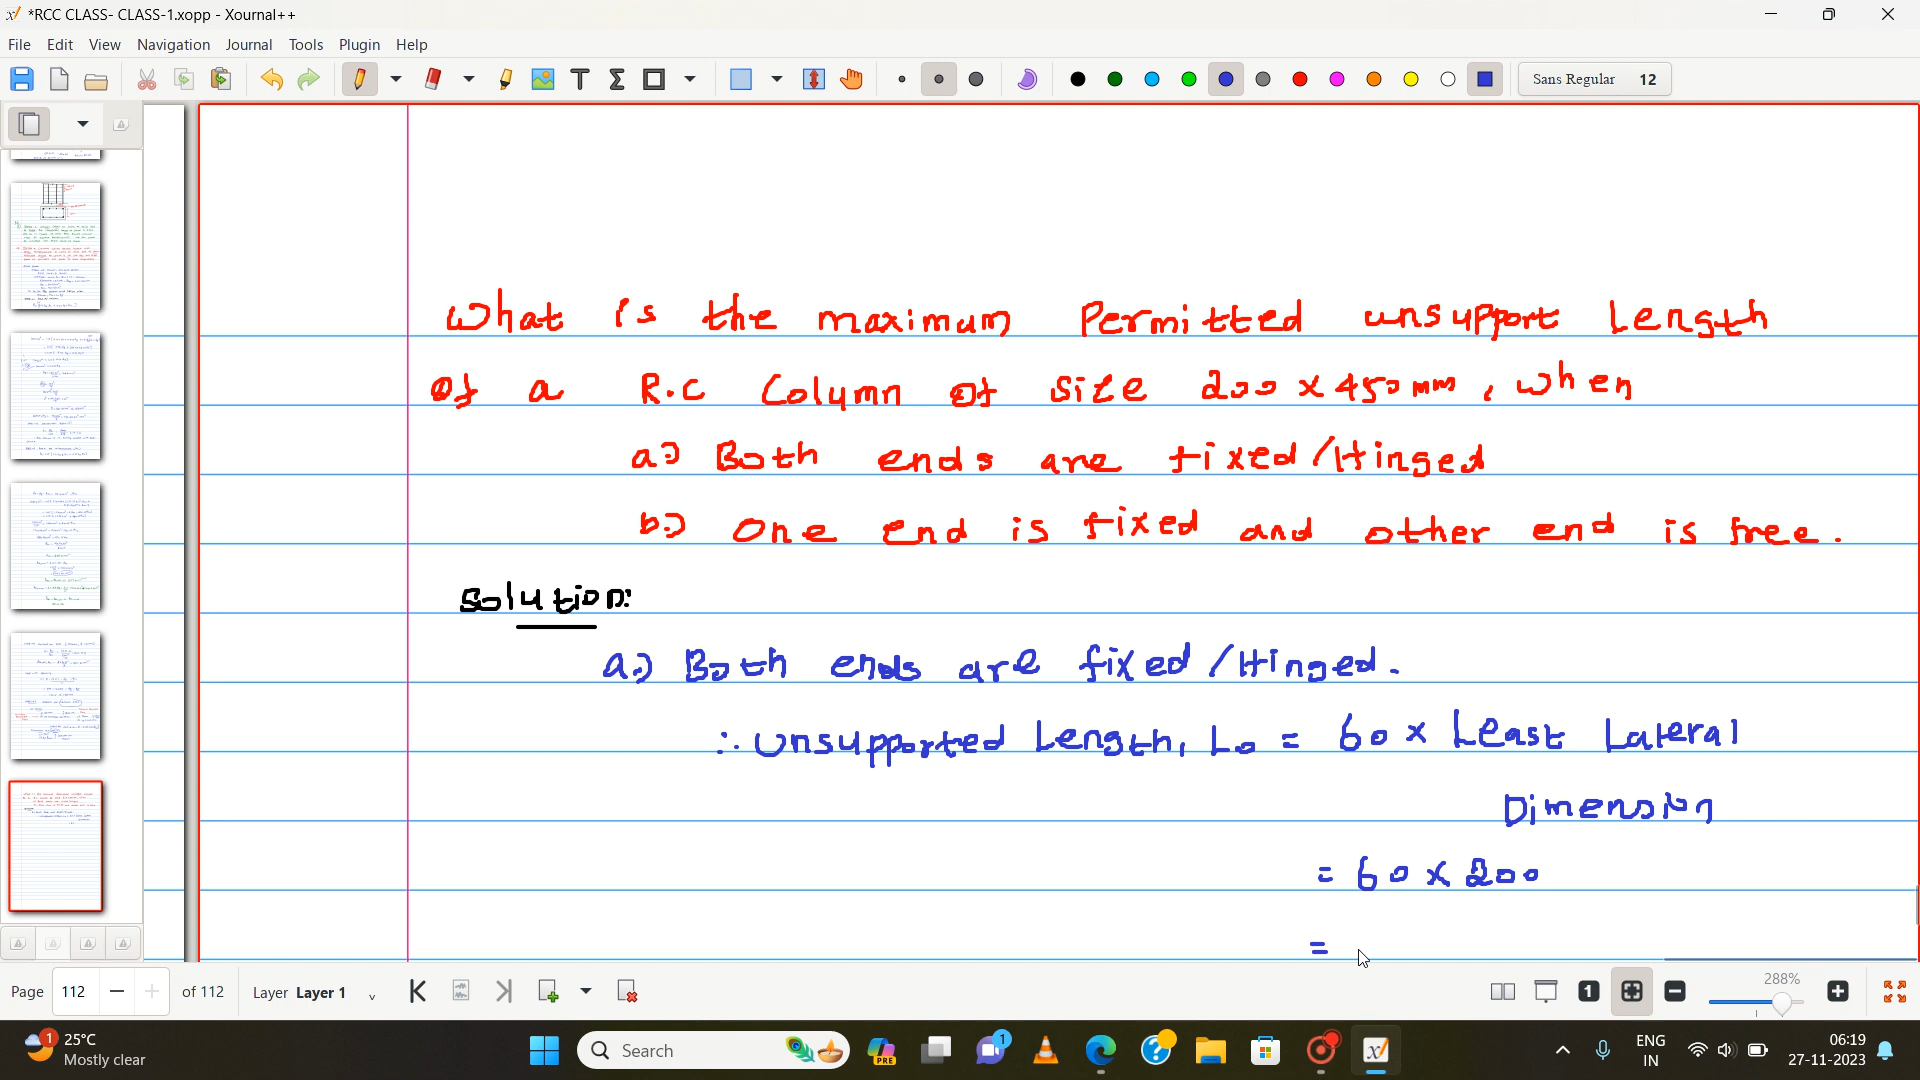 *RCC CLASS- CLASS-1.xopp - Xournal++
File Edit View Navigation Journal Tools Plugin Help
Sans Regular 12
What is the maximum Permitted unsupport Length
Of a R.C Column Of Size 200 x 450 mm, when
a.) Both ends are fixed/Hinged
b.) One end is fixed and other end is free.
Solution:
a.) Both ends are fixed/Hinged.
∴ Unsupported Length, Lo = 60 x Least Lateral
Dimension
= 60 x 200
=
Page 112 of 112 Layer Layer 1 288%
25°C
Mostly clear
Search
PRE
ENG
IN
06:19
27-11-2023